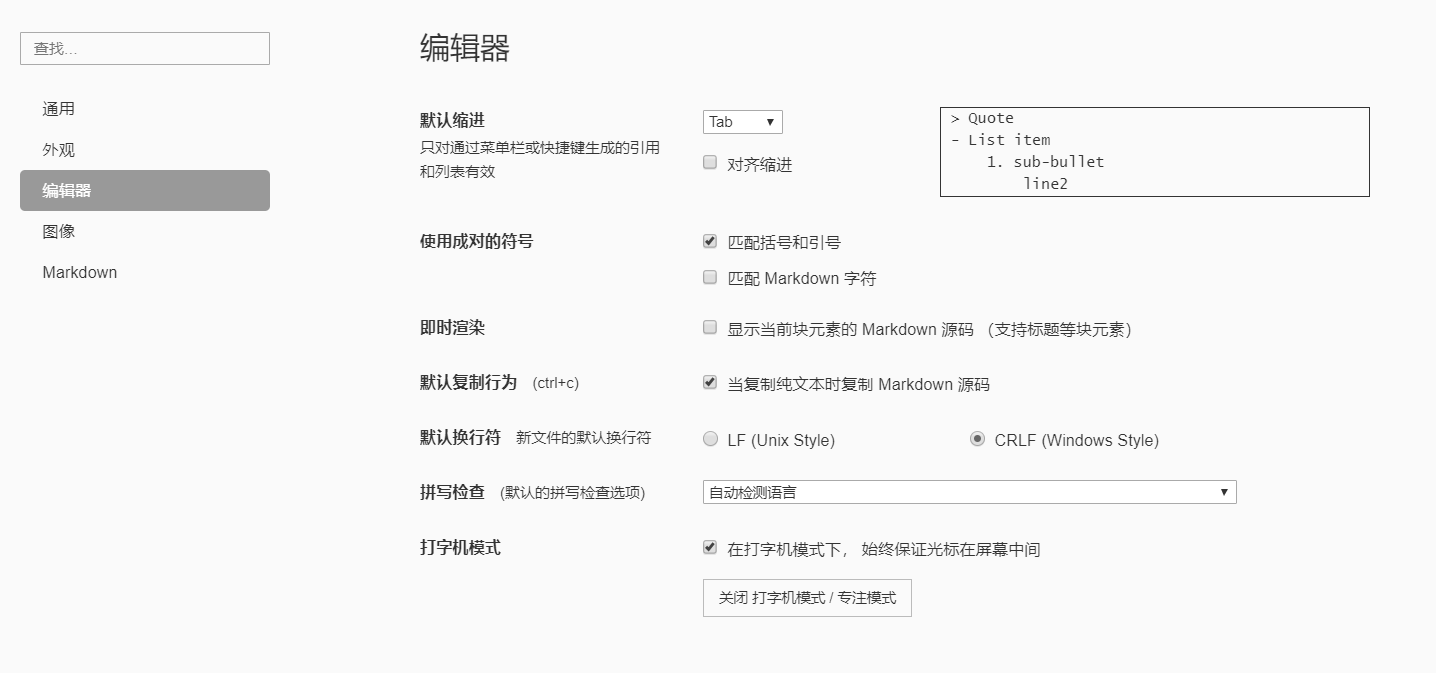 查找...
通用
外观
编辑器
图像
Markdown
编辑器
默认缩进
只对通过菜单栏或快捷键生成的引用
和列表有效
Tab
对齐缩进
> Quote
- List item
1. sub-bullet
line2
使用成对的符号
匹配括号和引号
匹配 Markdown 字符
即时渲染
显示当前块元素的 Markdown 源码 （支持标题等块元素）
默认复制行为 (ctrl+c)
当复制纯文本时复制 Markdown 源码
默认换行符 新文件的默认换行符
LF (Unix Style)
CRLF (Windows Style)
拼写检查 (默认的拼写检查选项)
自动检测语言
打字机模式
在打字机模式下， 始终保证光标在屏幕中间
关闭 打字机模式 / 专注模式